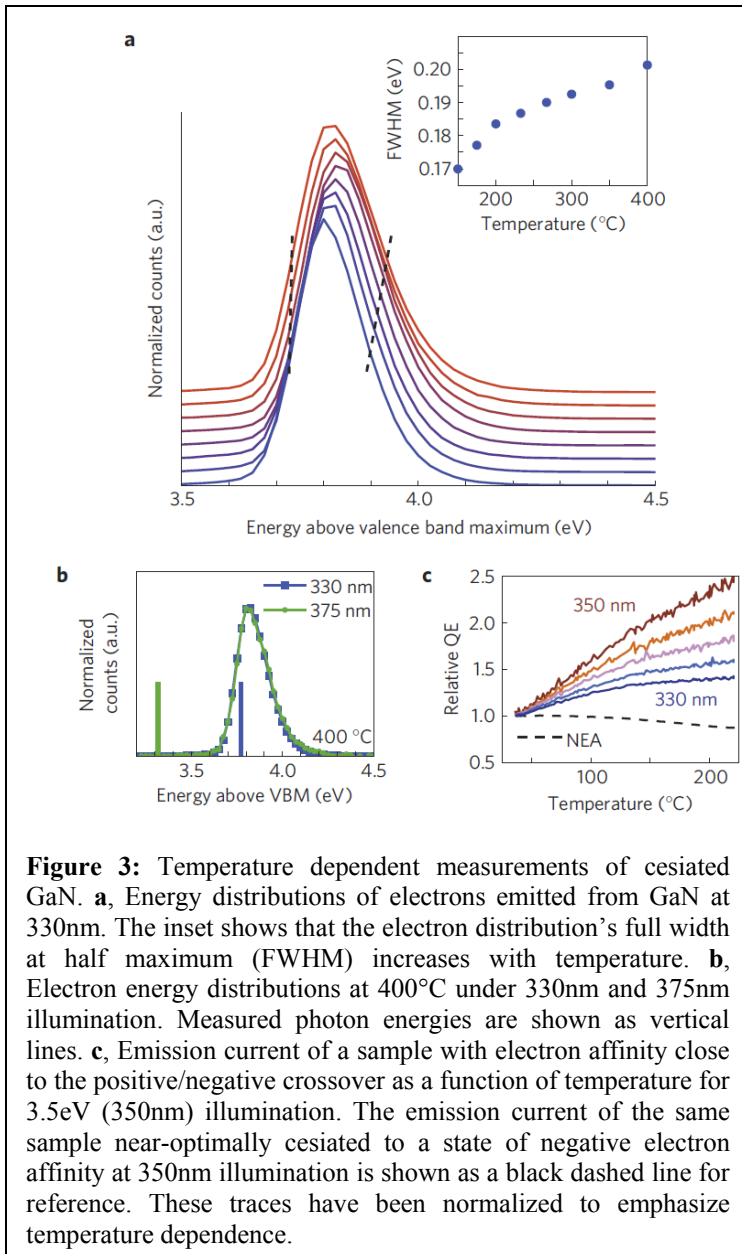 a
FWHM (eV)
0.20
0.19
0.18
0.17
200 300 400
Temperature (°C)
Normalized counts (a.u.)
3.5 4.0 4.5
Energy above valence band maximum (eV)
b
330 nm
375 nm
Normalized
counts (a.u.)
400 °C
3.5 4.0 4.5
Energy above VBM (eV)
c
Relative QE
2.5
2.0
1.5
1.0
0.5
350 nm
330 nm
NEA
100 200
Temperature (°C)
Figure 3: Temperature dependent measurements of cesiated
GaN. a, Energy distributions of electrons emitted from GaN at
330nm. The inset shows that the electron distribution’s full width
at half maximum (FWHM) increases with temperature. b,
Electron energy distributions at 400°C under 330nm and 375nm
illumination. Measured photon energies are shown as vertical
lines. c, Emission current of a sample with electron affinity close
to the positive/negative crossover as a function of temperature for
3.5eV (350nm) illumination. The emission current of the same
sample near-optimally cesiated to a state of negative electron
affinity at 350nm illumination is shown as a black dashed line for
reference. These traces have been normalized to emphasize
temperature dependence.